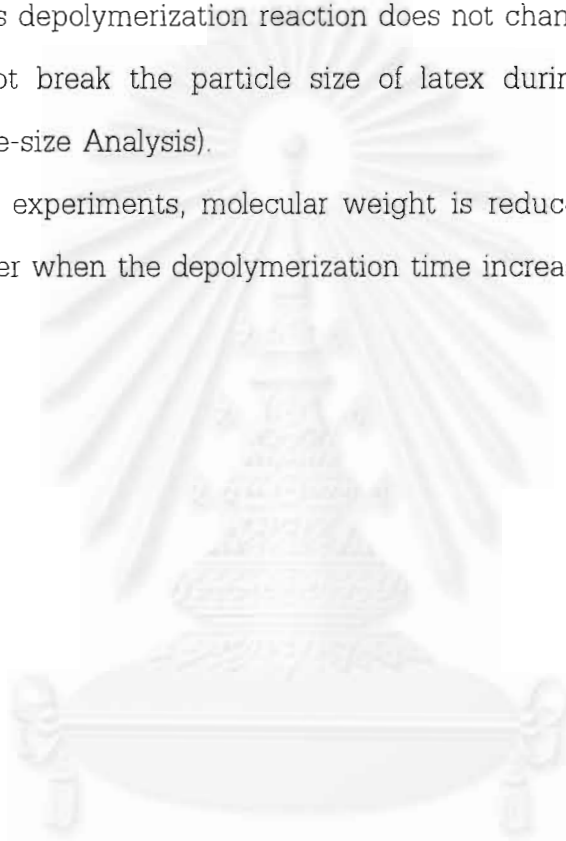 s depolymerization reaction does not chan
ot break the particle size of latex durin
e-size Analysis).
experiments, molecular weight is reduc
er when the depolymerization time increa